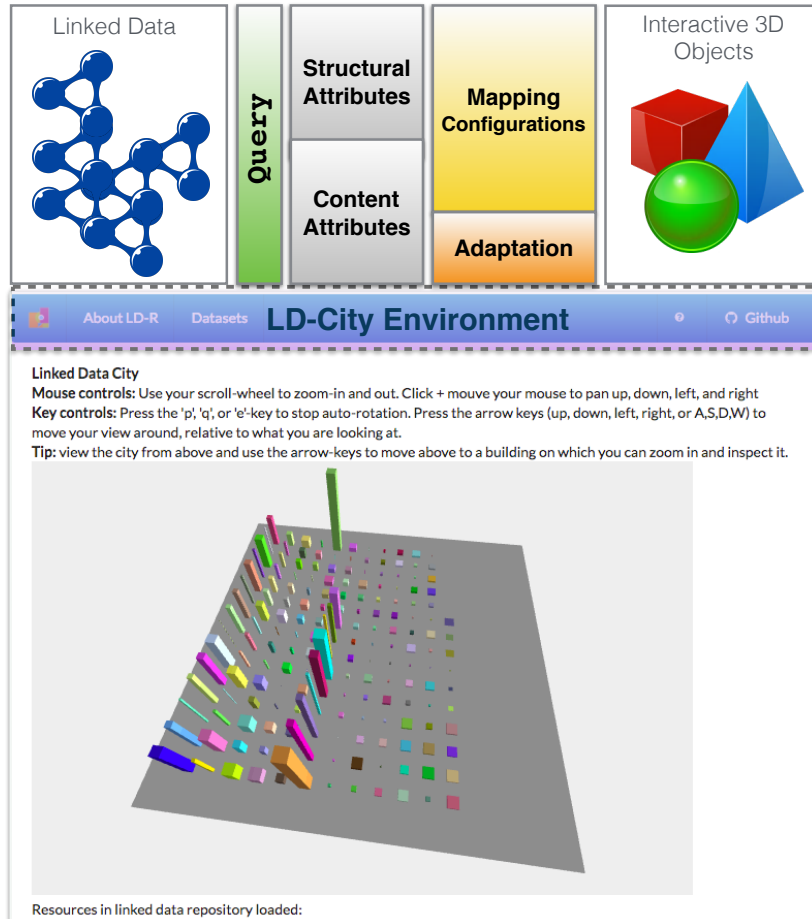 Linked Data
Query
Structural
Attributes
Content
Attributes
Mapping
Configurations
Adaptation
Interactive 3D
Objects
About LD-R Datasets LD-City Environment ? Github
Linked Data City
Mouse controls: Use your scroll-wheel to zoom-in and out. Click + mouve your mouse to pan up, down, left, and right
Key controls: Press the 'p', 'q', or 'e'-key to stop auto-rotation. Press the arrow keys (up, down, left, right, or A,S,D,W) to
move your view around, relative to what you are looking at.
Tip: view the city from above and use the arrow-keys to move above to a building on which you can zoom in and inspect it.
Resources in linked data repository loaded: